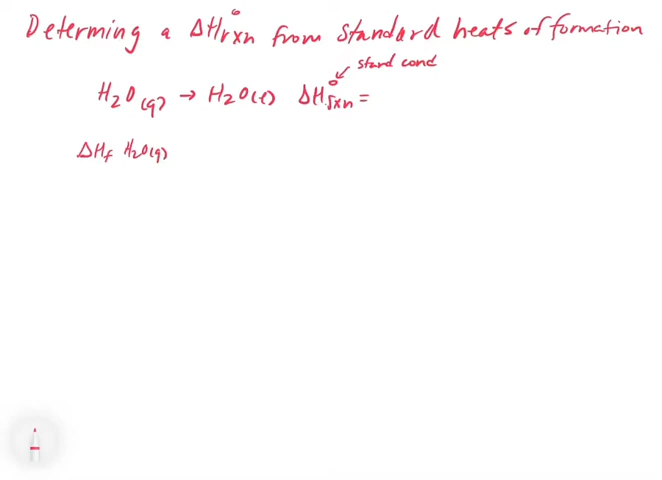 Determing a ΔH°rxn from standard heats of formation
stand cond
H₂O(g) → H₂O(l) ΔH°rxn =
ΔHf H₂O(g)